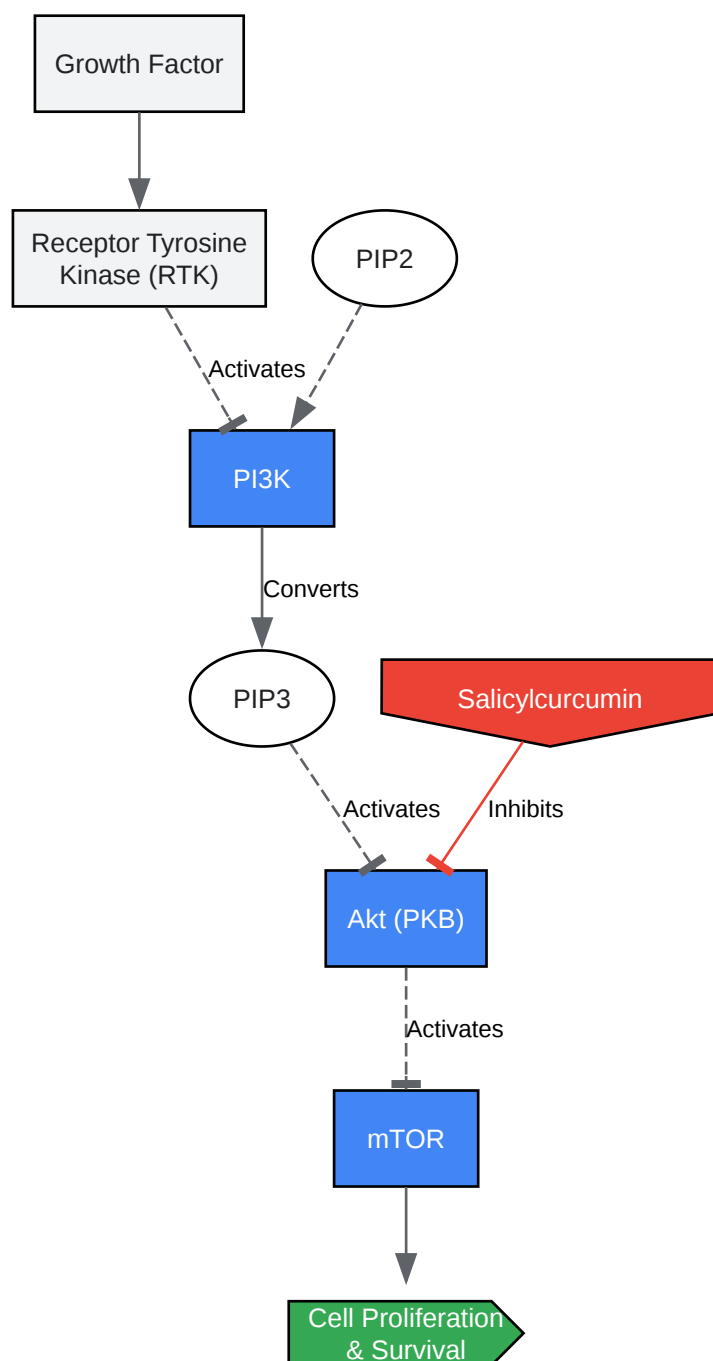 Growth Factor
Receptor Tyrosine
Kinase (RTK)
PIP2
Activates
PI3K
Converts
PIP3
Salicylcurcumin
Activates
Inhibits
Akt (PKB)
Activates
mTOR
Cell Proliferation
& Survival